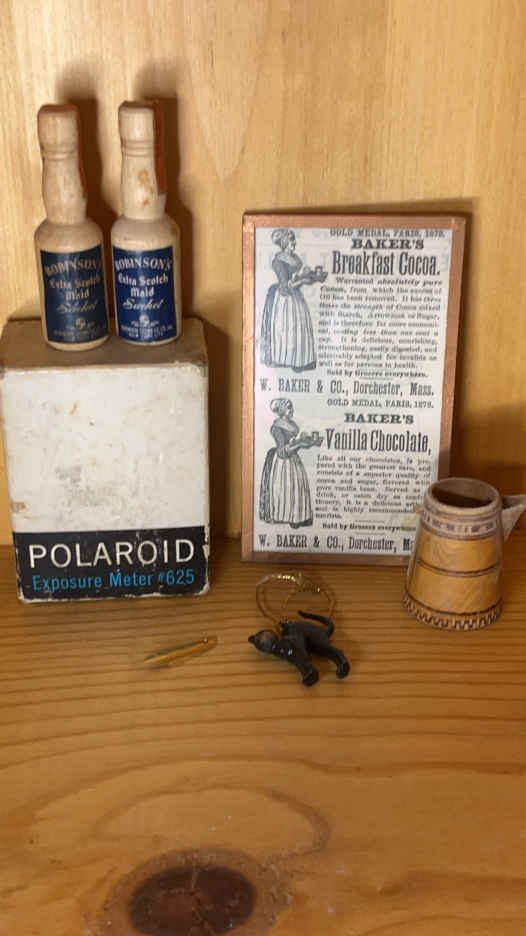 ROBINSON'S
Extra Scotch
Maid
Sachet
ROBINSON'S
Extra Scotch
Maid
Sachet
POLAROID
Exposure Meter #625
GOLD MEDAL, PARIS, 1878.
BAKER'S
Breakfast Cocoa.
Warranted absolutely pure
Cocoa, from which the excess of
Oil has been removed. It has three
times the strength of Cocoa mixed
with Starch, Arrowroot or Sugar,
and is therefore far more economi-
cal, costing less than one cent a
cup. It is delicious, nourishing,
strengthening, easily digested, and
admirably adapted for invalids as
well as for persons in health.
Sold by Grocers everywhere.
W. BAKER & CO., Dorchester, Mass.
GOLD MEDAL, PARIS, 1878.
BAKER'S
Vanilla Chocolate,
Like all our chocolates, is pre-
pared with the greatest care, and
consists of a superior quality of
cocoa and sugar, flavored with
pure vanilla bean. Served as
drink, or eaten dry as
it is a delicious
and is highly recommended
tourists.
Sold by Grocers everywhere
W. BAKER & CO., Dorchester,